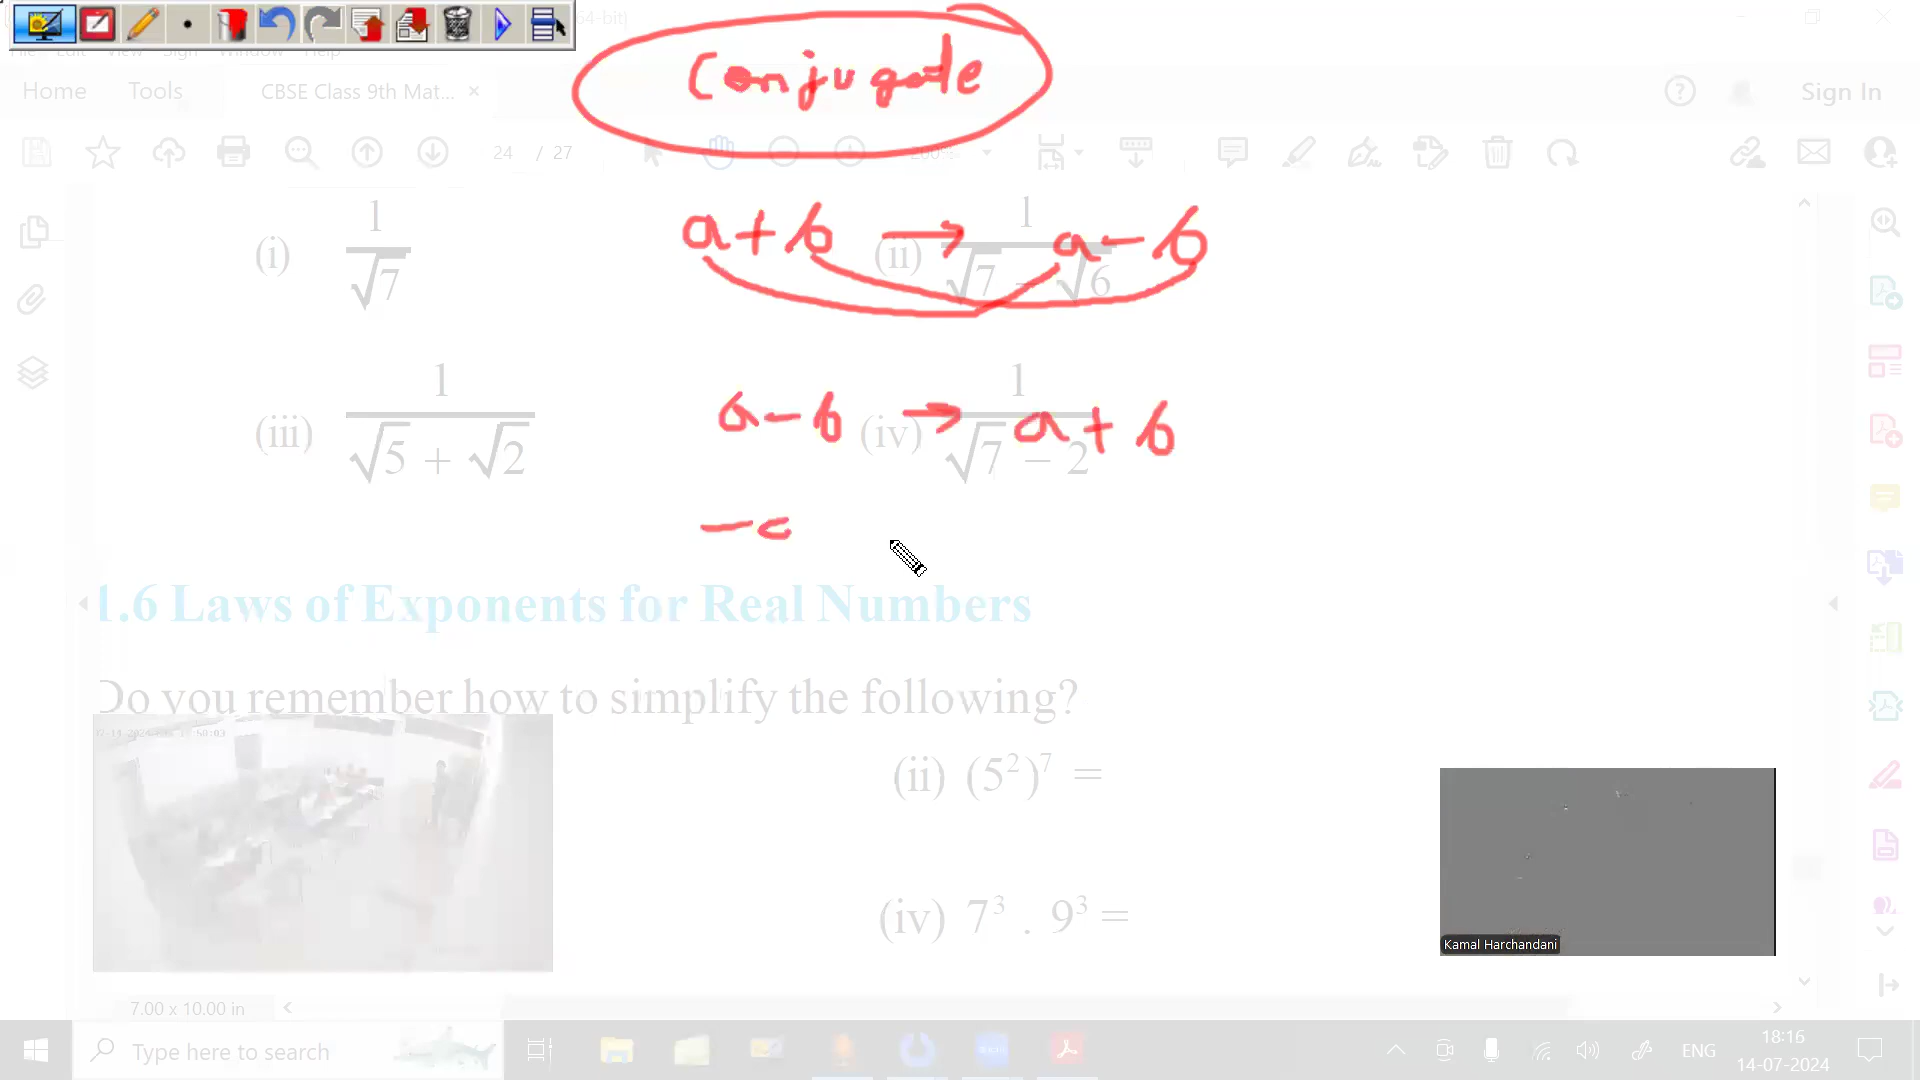 Conjugate
Home Tools CBSE Class 9th Mat... × Sign In
24 / 27
a+b → a-b
(i) 1/√7 (ii) 1/√7 - √6
a-b → a+b
(iii) 1/√5 + √2 (iv) 1/√7 - 2
1.6 Laws of Exponents for Real Numbers
Do you remember how to simplify the following?
(ii) (5²)⁷ =
(iv) 7³ . 9³ =
Kamal Harchandani
7.00 x 10.00 in
Type here to search
ENG
18:16
14-07-2024